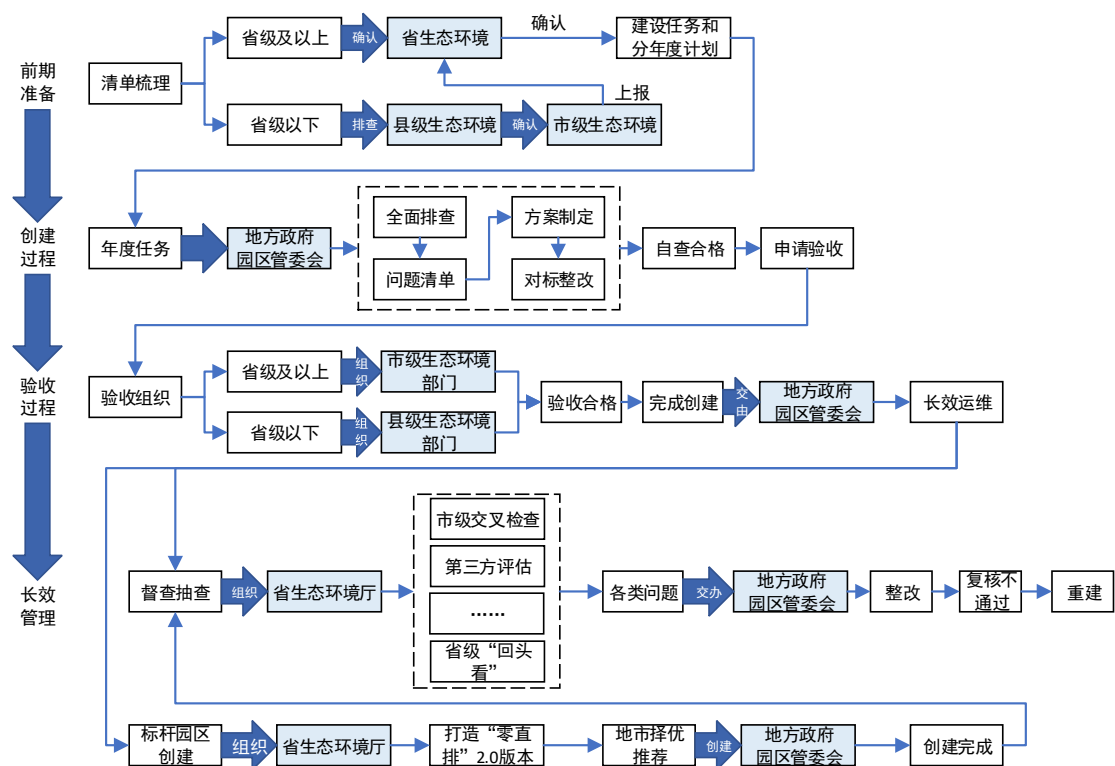 前期
准备
清单梳理
省级及以上
确认
省生态环境
确认
建设任务和
分年度计划
上报
省级以下
排查
县级生态环境
确认
市级生态环境
创建
过程
年度任务
地方政府
园区管委会
全面排查
问题清单
方案制定
对标整改
自查合格
申请验收
验收
过程
验收组织
省级及以上
组
织
市级生态环境
部门
省级以下
组
织
县级生态环境
部门
验收合格
完成创建
交
由
地方政府
园区管委会
长效运维
长效
管理
督查抽查
组织
省生态环境厅
市级交叉检查
第三方评估
……
省级“回头
看”
各类问题
交办
地方政府
园区管委会
整改
复核不
通过
重建
标杆园区
创建
组织
省生态环境厅
打造“零直
排”2.0版本
地市择优
推荐
创建
地方政府
园区管委会
创建完成